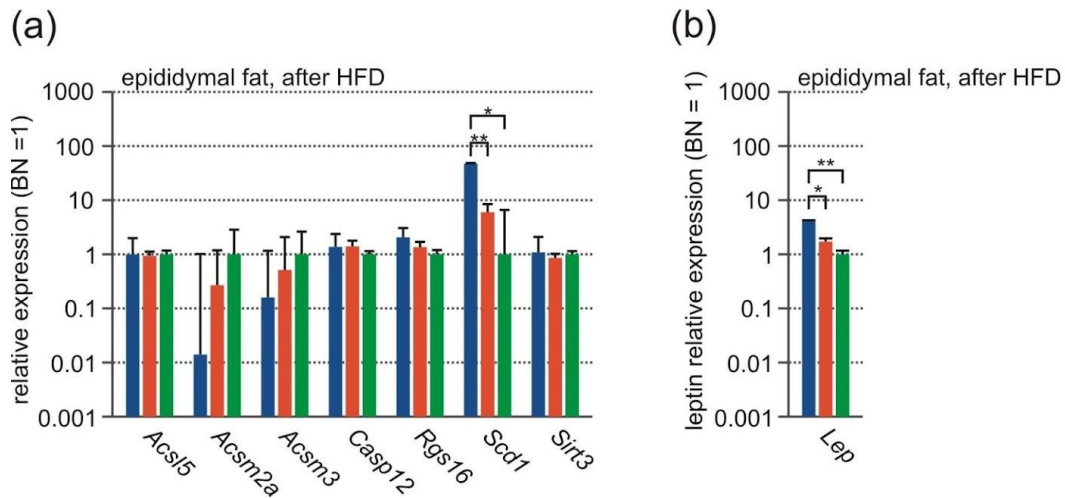 (a)
epididymal fat, after HFD
relative expression (BN =1)
1000
100
10
1
0.1
0.01
0.001
*
**
Acsl5
Acsm2a
Acsm3
Casp12
Rgs16
Scd1
Sirt3
(b)
epididymal fat, after HFD
leptin relative expression (BN = 1)
1000
100
10
1
0.1
0.01
0.001
**
*
Lep